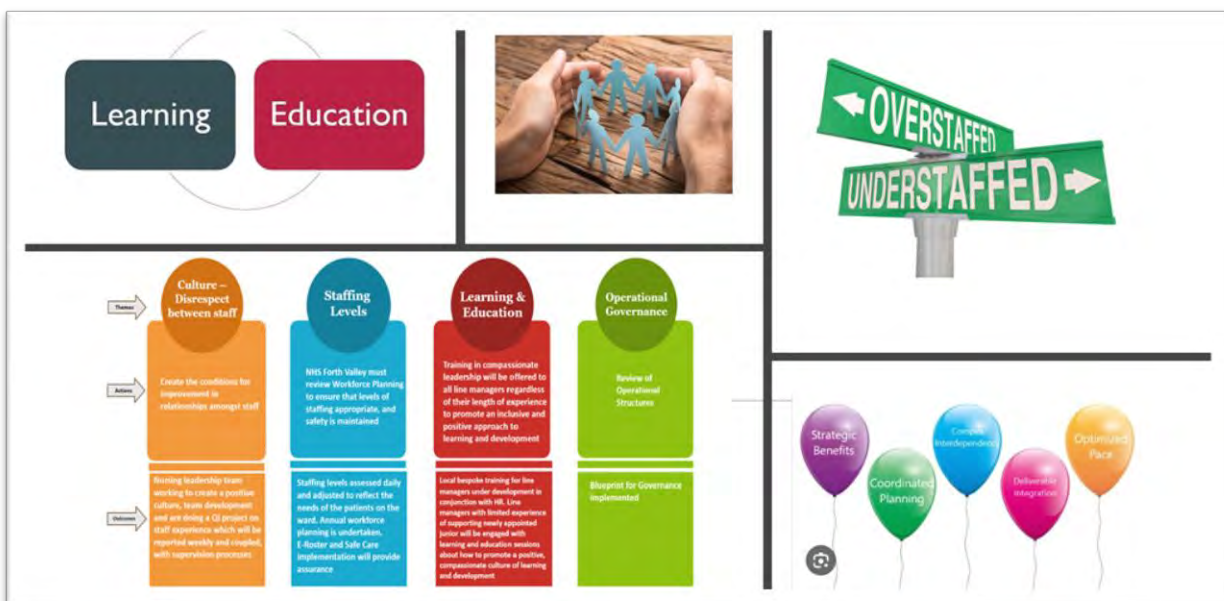 Learning
Education
OVERSTAFFED
UNDERSTAFFED
Themes
Culture –
Disrespect
between staff
Staffing
Levels
Learning &
Education
Operational
Governance
Actions
Create the conditions for
improvement in
relationships amongst staff
NHS Forth Valley must
review Workforce Planning
to ensure that levels of
staffing appropriate, and
safety is maintained
Training in compassionate
leadership will be offered to
all line managers regardless
of their length of experience
to promote an inclusive and
positive approach to
learning and development
Review of
Operational
Structures
Outcomes
Nursing leadership team
working to create a positive
culture, team development
and are doing a QI project on
staff experience which will be
reported weekly and coupled,
with supervision processes
Staffing levels assessed daily
and adjusted to reflect the
needs of the patients on the
ward. Annual workforce
planning is undertaken.
E-Roster and Safe Care
implementation will provide
assurance
Local bespoke training for line
managers under development in
conjunction with HR. Line
managers with limited experience
of supporting newly appointed
junior will be engaged with
learning and education sessions
about how to promote a positive,
compassionate culture of learning
and development
Blueprint for Governance
implemented
Strategic
Benefits
Coordinated
Planning
Complex
Interdependency
Deliverable
Integration
Optimized
Pace